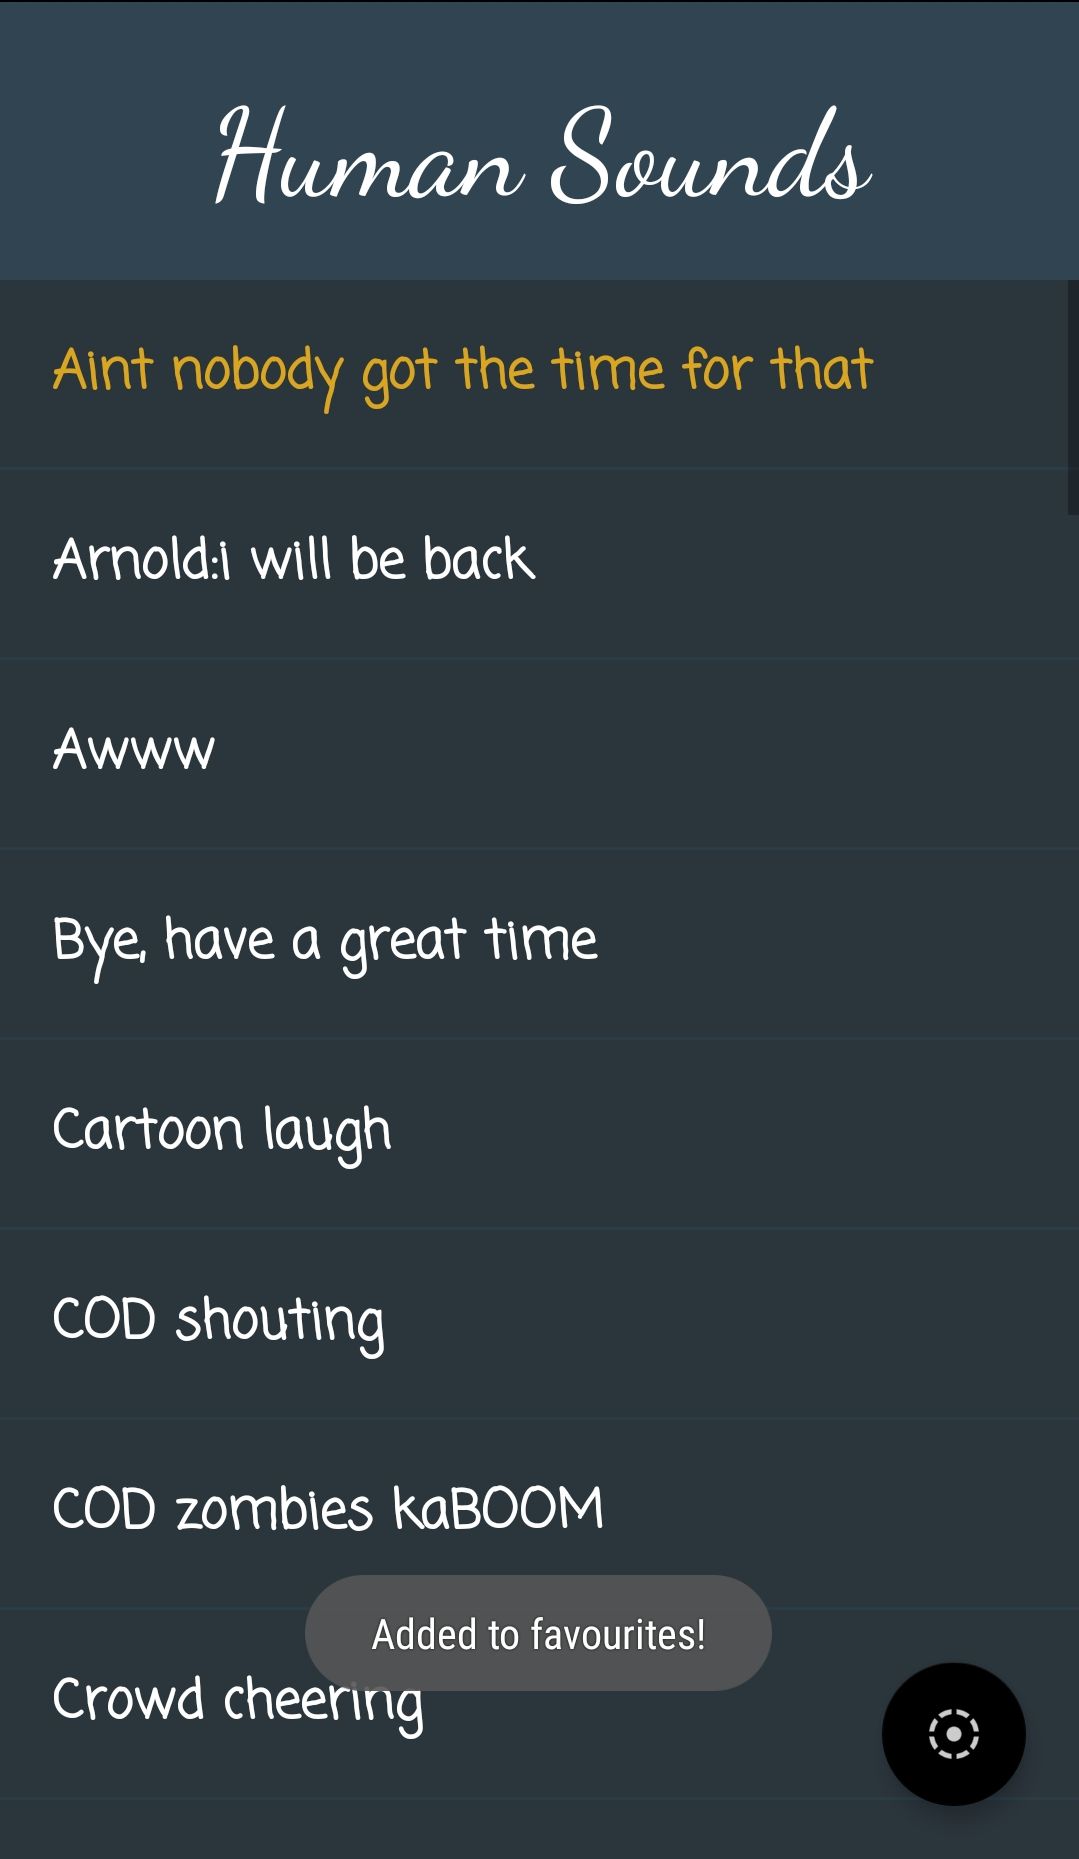 Human Sounds
Aint nobody got the time for that
Arnold:i will be back
Awww
Bye, have a great time
Cartoon laugh
COD shouting
COD zombies kaBOOM
Added to favourites!
Crowd cheering